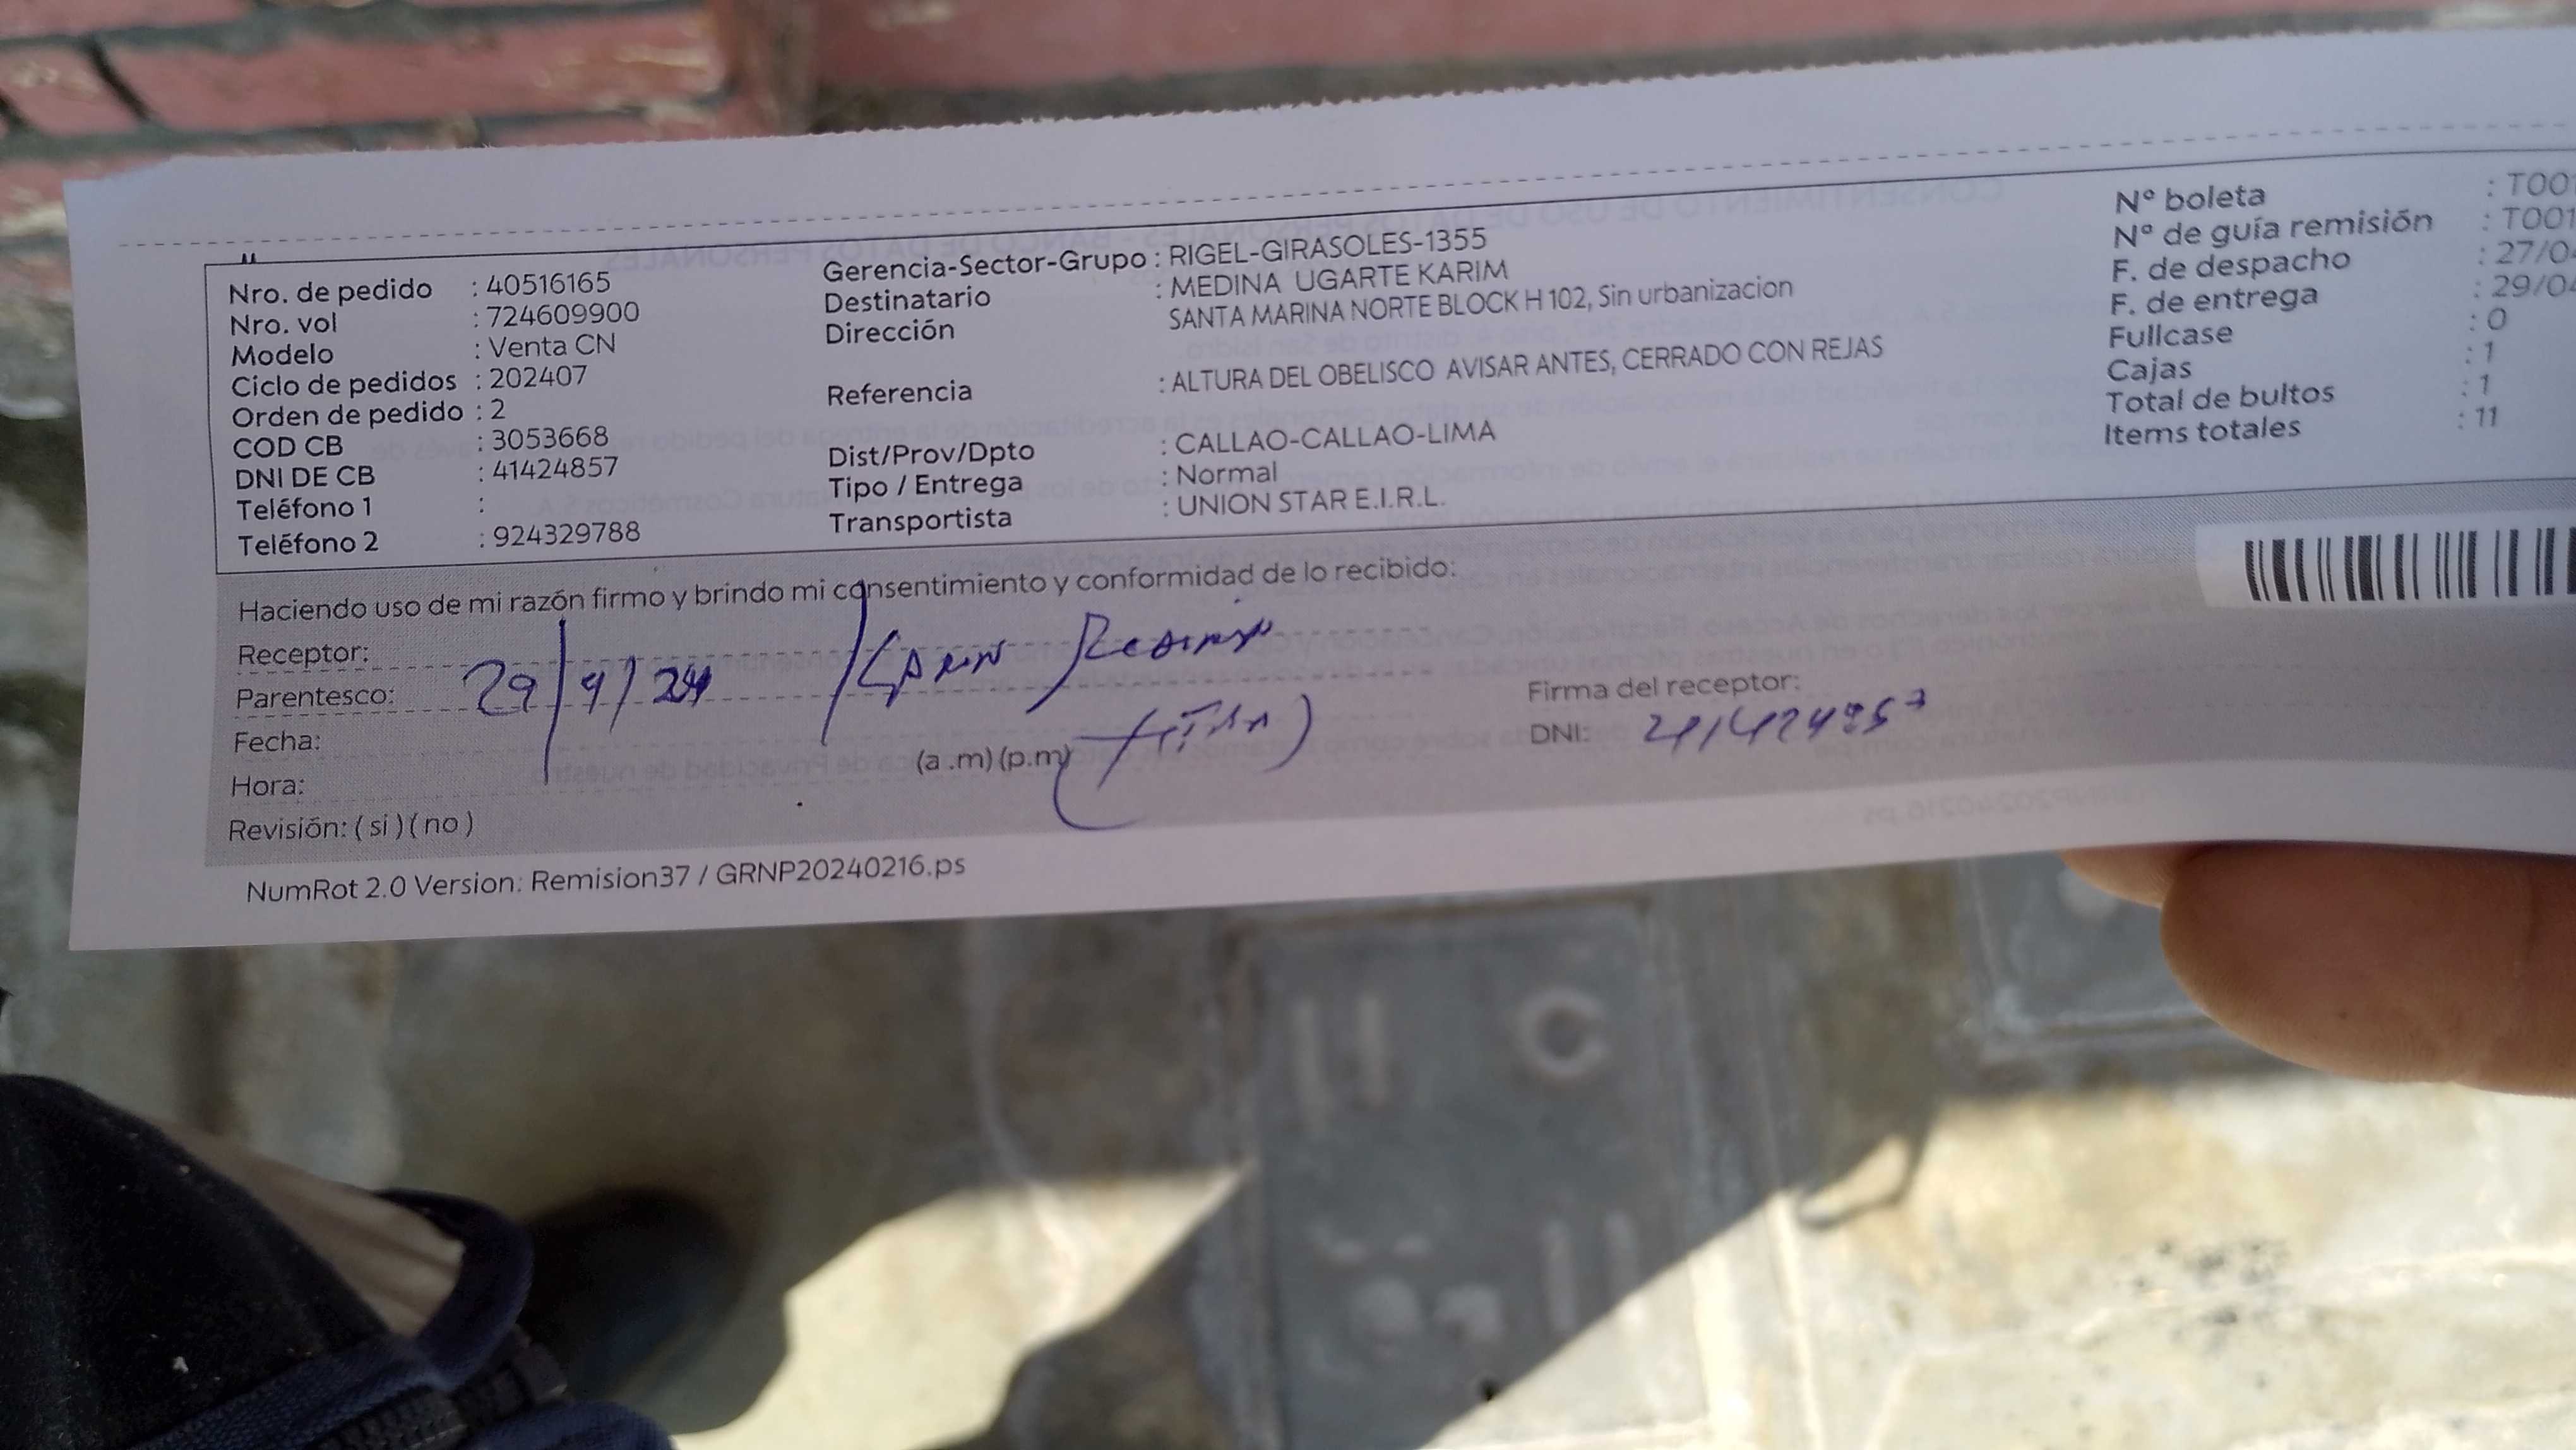 Nro. de pedido : 40516165
Nro. vol : 724609900
Modelo : Venta CN
Ciclo de pedidos : 202407
Orden de pedido : 2
COD CB : 3053668
DNI DE CB : 41424857
Teléfono 1 :
Teléfono 2 : 924329788
Gerencia-Sector-Grupo : RIGEL-GIRASOLES-1355
Destinatario : MEDINA UGARTE KARIM
Dirección SANTA MARINA NORTE BLOCK H 102, Sin urbanizacion
Referencia : ALTURA DEL OBELISCO AVISAR ANTES, CERRADO CON REJAS
Dist/Prov/Dpto : CALLAO-CALLAO-LIMA
Tipo / Entrega : Normal
Transportista : UNION STAR E.I.R.L.
Nº boleta : T001
Nº de guía remisión : T001
F. de despacho : 27/04
F. de entrega : 29/04
Fullcase : 0
Cajas : 1
Total de bultos : 1
Items totales : 11
Haciendo uso de mi razón firmo y brindo mi consentimiento y conformidad de lo recibido:
Receptor:
Parentesco: 29/4/24
Fecha:
Hora: (a .m) (p.m)
Revisión: ( si ) ( no )
Firma del receptor:
DNI: 41424857
NumRot 2.0 Version: Remision37 / GRNP20240216.ps